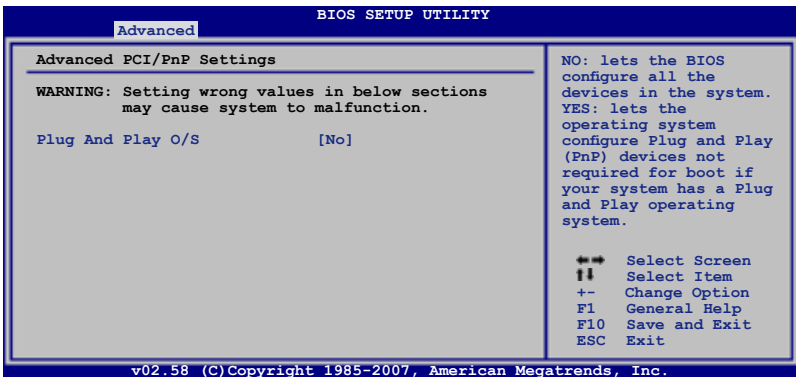 BIOS SETUP UTILITY
Advanced
Advanced PCI/PnP Settings
WARNING: Setting wrong values in below sections
may cause system to malfunction.
Plug And Play O/S [No]
NO: lets the BIOS
configure all the
devices in the system.
YES: lets the
operating system
configure Plug and Play
(PnP) devices not
required for boot if
your system has a Plug
and Play operating
system.
←→ Select Screen
↑↓ Select Item
+- Change Option
F1 General Help
F10 Save and Exit
ESC Exit
v02.58 (C)Copyright 1985-2007, American Megatrends, Inc.